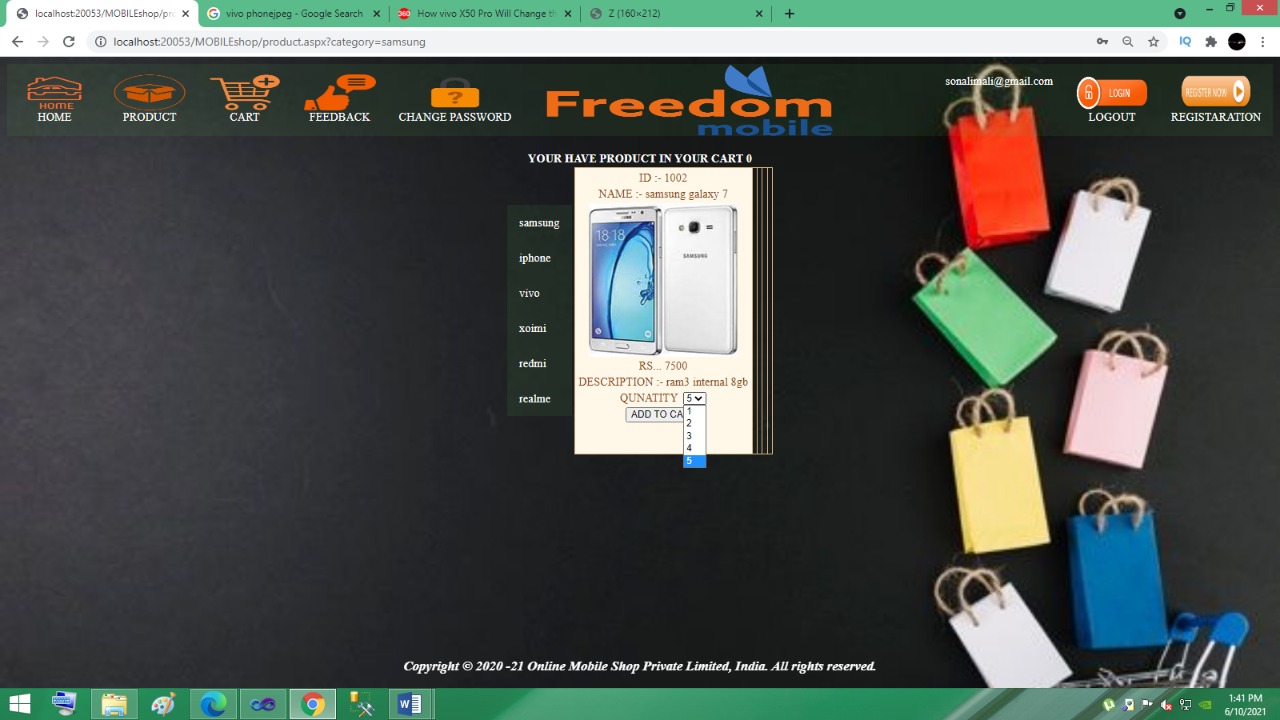 localhost:20053/MOBILEshop/pro
vivo phonejpeg - Google Search
How vivo X50 Pro Will Change th
Z (160×212)
localhost:20053/MOBILEshop/product.aspx?category=samsung
HOME
HOME
PRODUCT
CART
FEEDBACK
CHANGE PASSWORD
Freedom
mobile
sonalimali@gmail.com
LOGIN
LOGOUT
REGISTER NOW
REGISTARATION
YOUR HAVE PRODUCT IN YOUR CART 0
samsung
iphone
vivo
xoimi
redmi
realme
ID :- 1002
NAME :- samsung galaxy 7
18:18
SAMSUNG
RS... 7500
DESCRIPTION :- ram3 internal 8gb
QUNATITY 5
ADD TO CA
1
2
3
4
5
Copyright © 2020 -21 Online Mobile Shop Private Limited, India. All rights reserved.
1:41 PM
6/10/2021